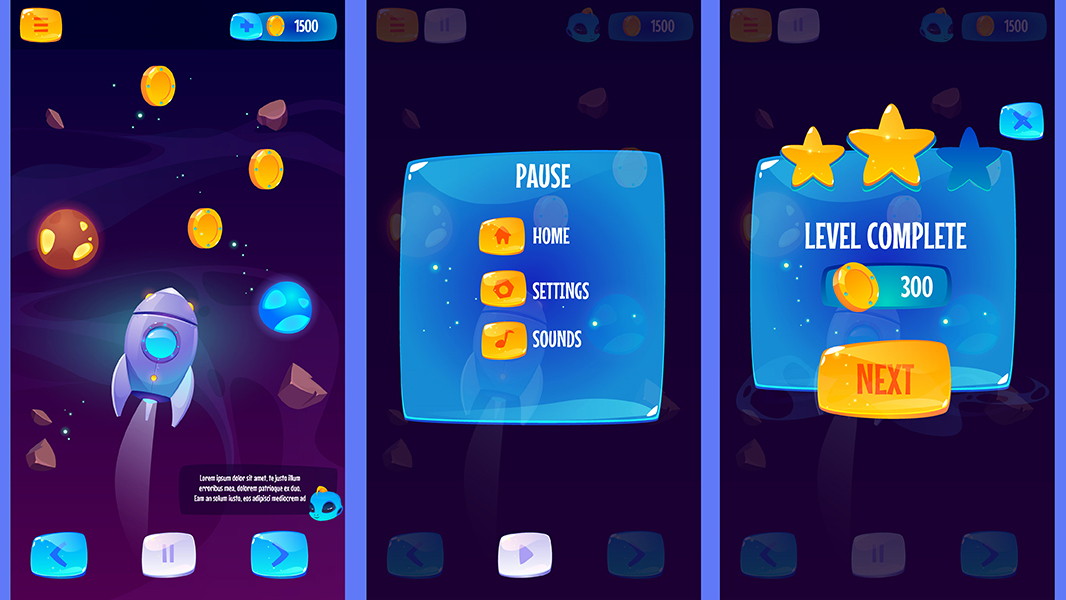 1500
Lorem ipsum dolor sit amet, te justo illum
erroribus mea, dolorem patrioque ex duo.
Eam an solum iusto, eos adipisci mediocrem ad
1500
PAUSE
HOME
SETTINGS
SOUNDS
1500
LEVEL COMPLETE
300
NEXT